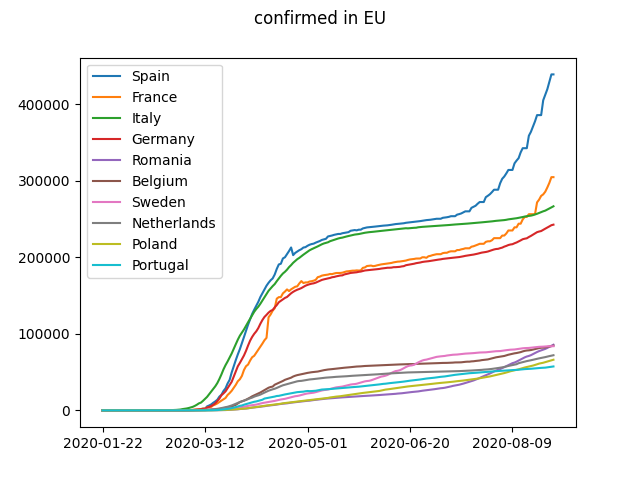 confirmed in EU
Spain
France
Italy
Germany
Romania
Belgium
Sweden
Netherlands
Poland
Portugal
400000
300000
200000
100000
0
2020-01-22 2020-03-12 2020-05-01 2020-06-20 2020-08-09